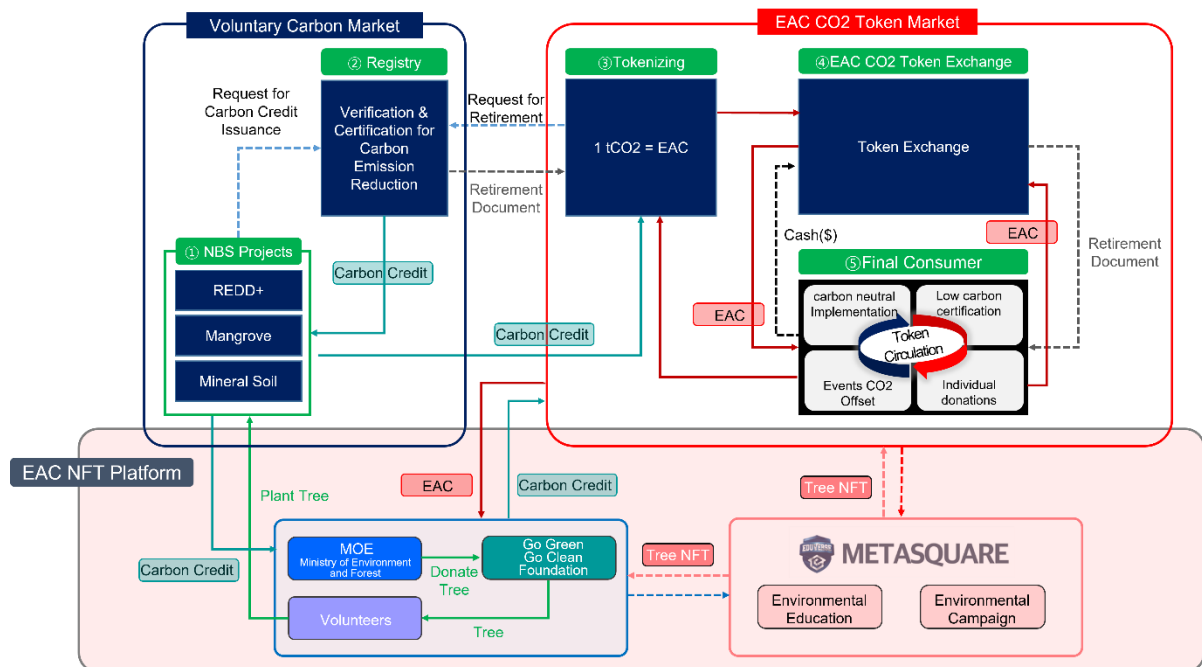 Voluntary Carbon Market
EAC CO2 Token Market
② Registry
③Tokenizing
④EAC CO2 Token Exchange
Request for
Carbon Credit
Issuance
Verification &
Certification for
Carbon
Emission
Reduction
Request for
Retirement
1 tCO2 = EAC
Token Exchange
Retirement
Document
Cash($)
EAC
Retirement
Document
① NBS Projects
REDD+
Mangrove
Mineral Soil
Carbon Credit
Carbon Credit
EAC
⑤Final Consumer
carbon neutral
Implementation
Low carbon
certification
Token
Circulation
Events CO2
Offset
Individual
donations
EAC NFT Platform
Plant Tree
EAC
Carbon Credit
Tree NFT
Carbon Credit
MOE
Ministry of Environment
and Forest
Donate
Tree
Go Green
Go Clean
Foundation
Volunteers
Tree
Tree NFT
METASQUARE
Environmental
Education
Environmental
Campaign